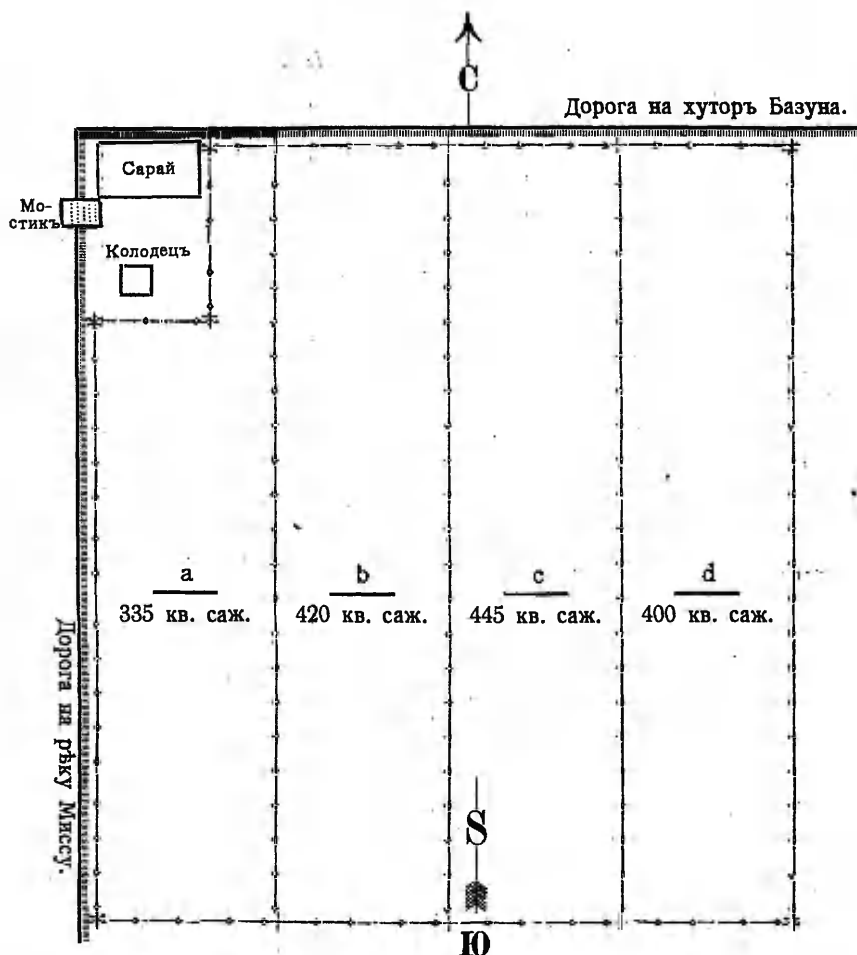 С
Дорога на хуторъ Базуна.
Сарай
Мо-
стикъ
Колодецъ
a
335 кв. саж.
b
420 кв. саж.
c
445 кв. саж.
d
400 кв. саж.
Дорога на рѣку Миссу.
S
Ю